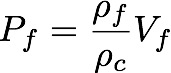 P_f = \frac{\rho_f}{\rho_c} V_f